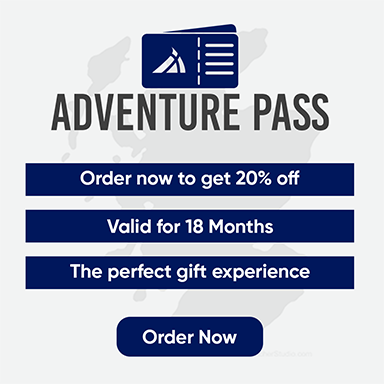 ADVENTURE PASS
Order now to get 20% off
Valid for 18 Months
The perfect gift experience
Order Now